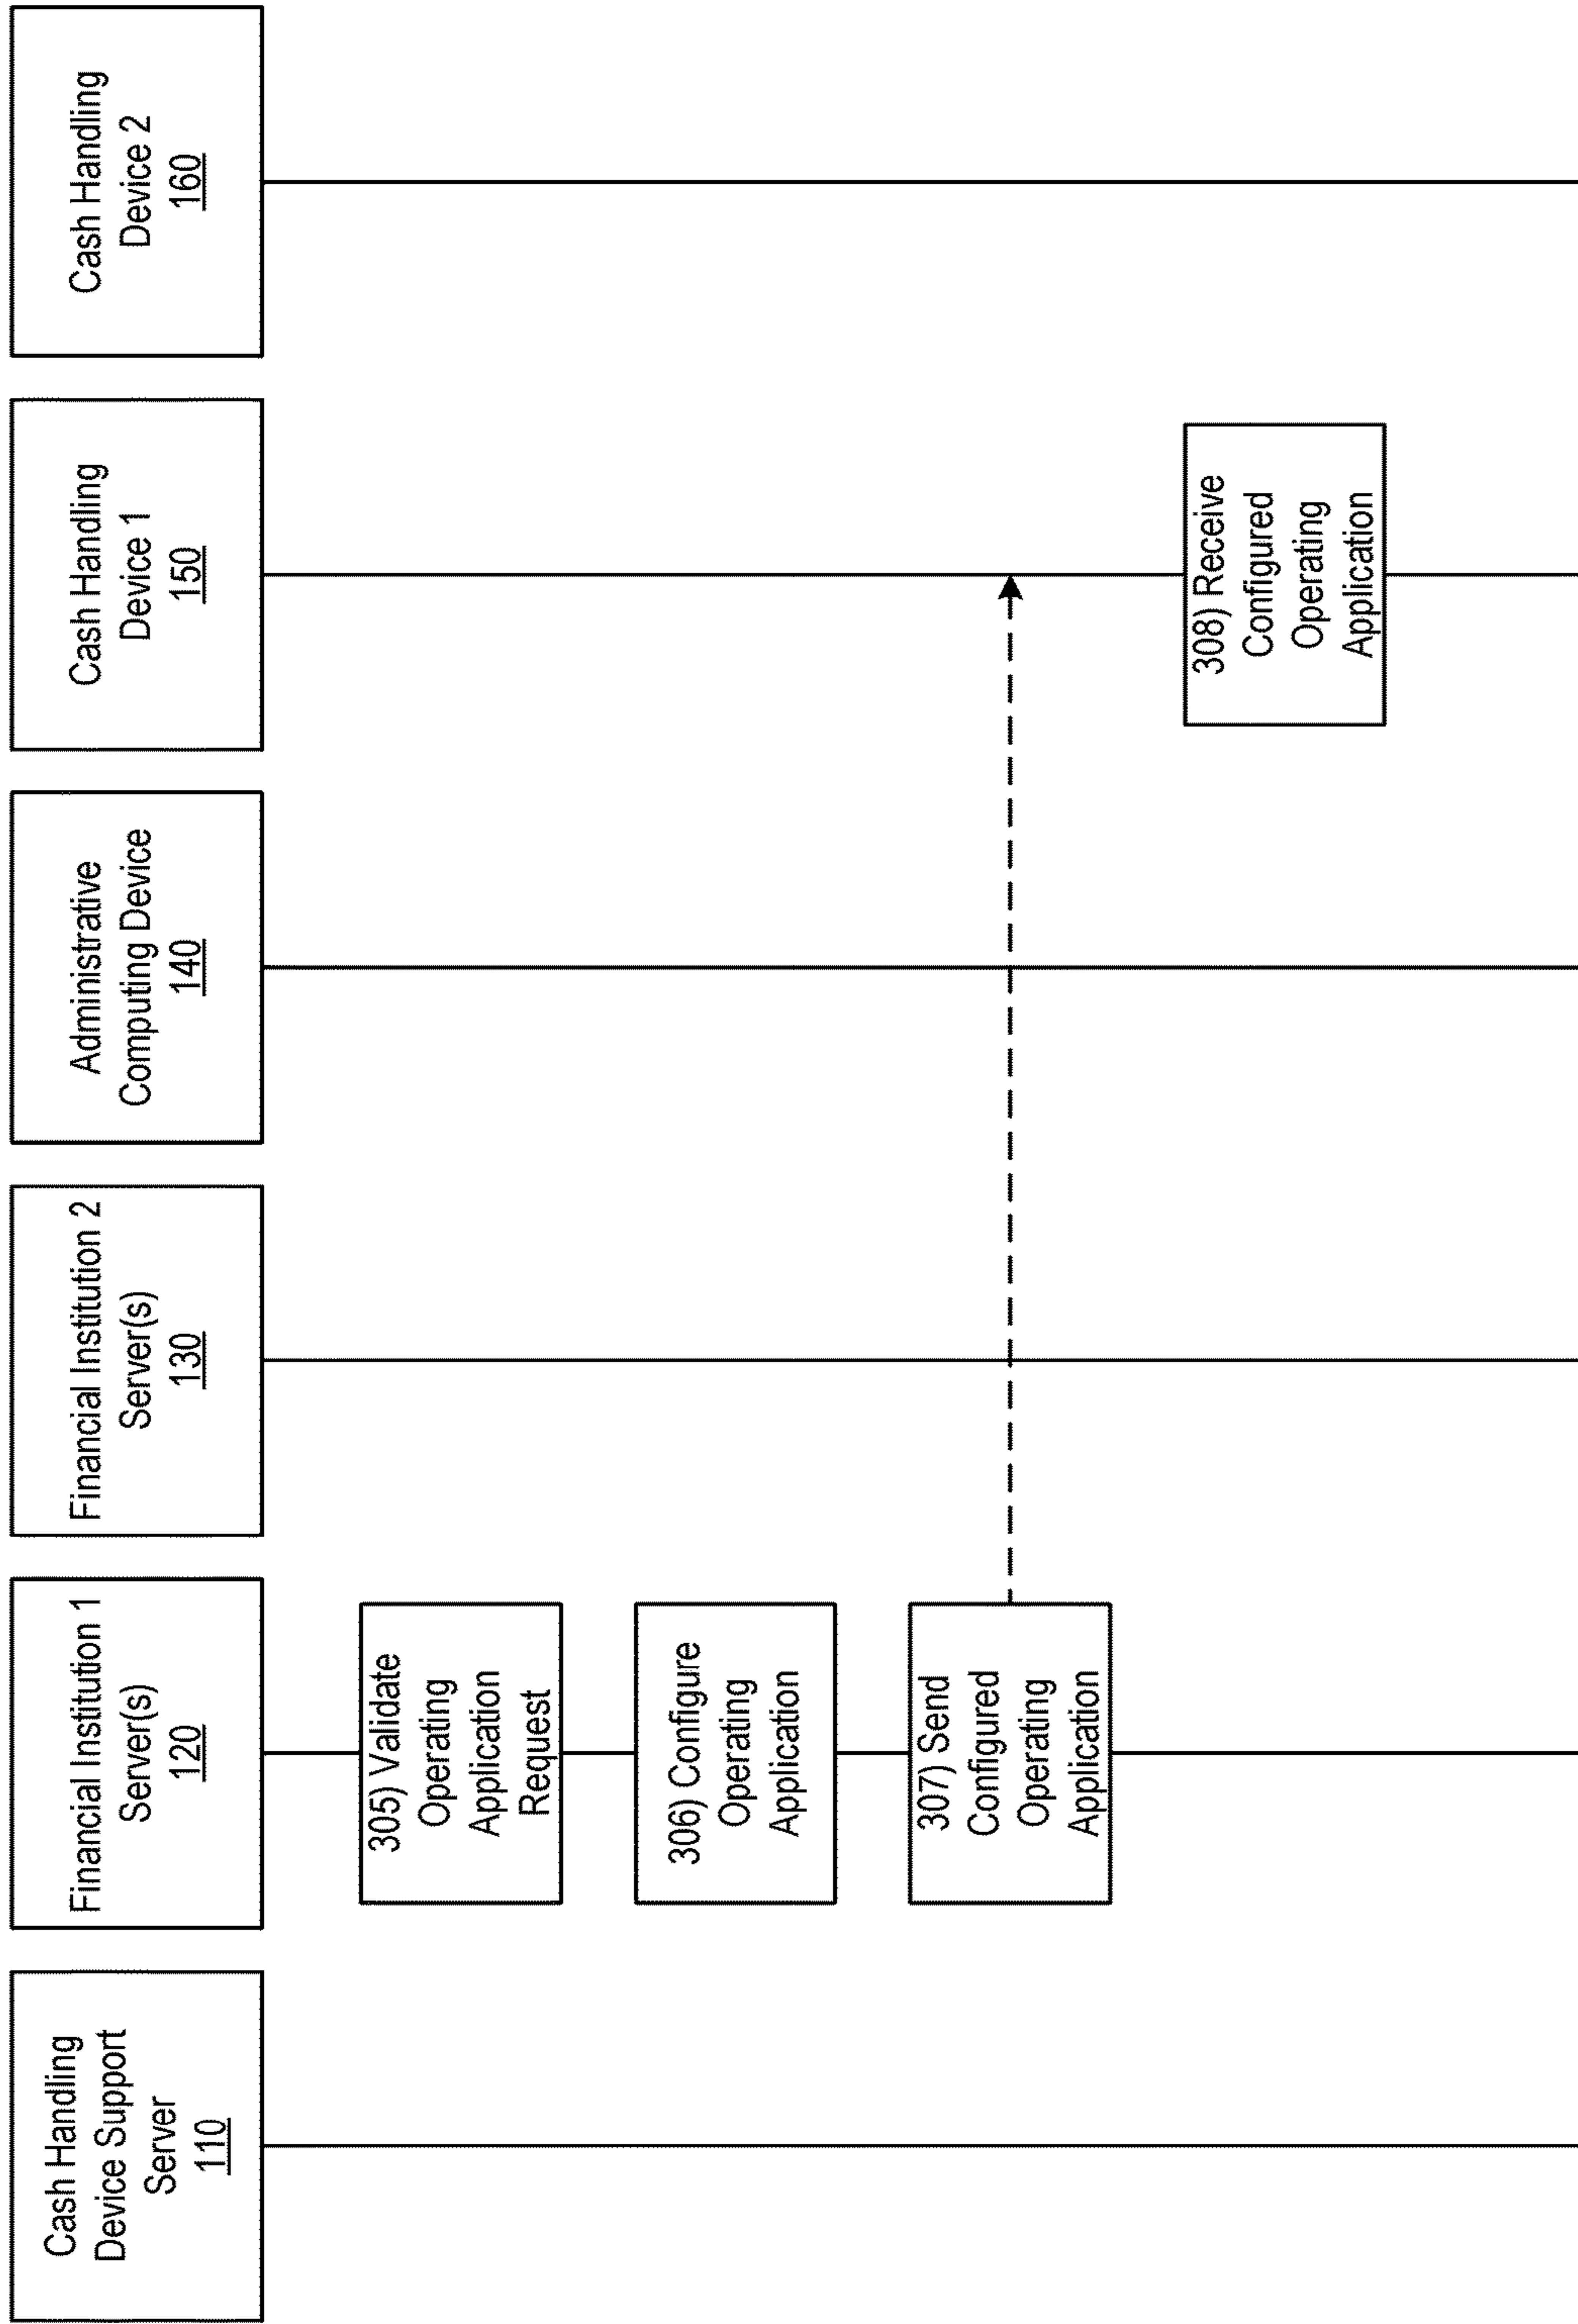 Cash Handling
Device Support
Server
110
Financial Institution 1
Server(s)
120
Financial Institution 2
Server(s)
130
Administrative
Computing Device
140
Cash Handling
Device 1
150
Cash Handling
Device 2
160
305) Validate
Operating
Application
Request
306) Configure
Operating
Application
307) Send
Configured
Operating
Application
308) Receive
Configured
Operating
Application